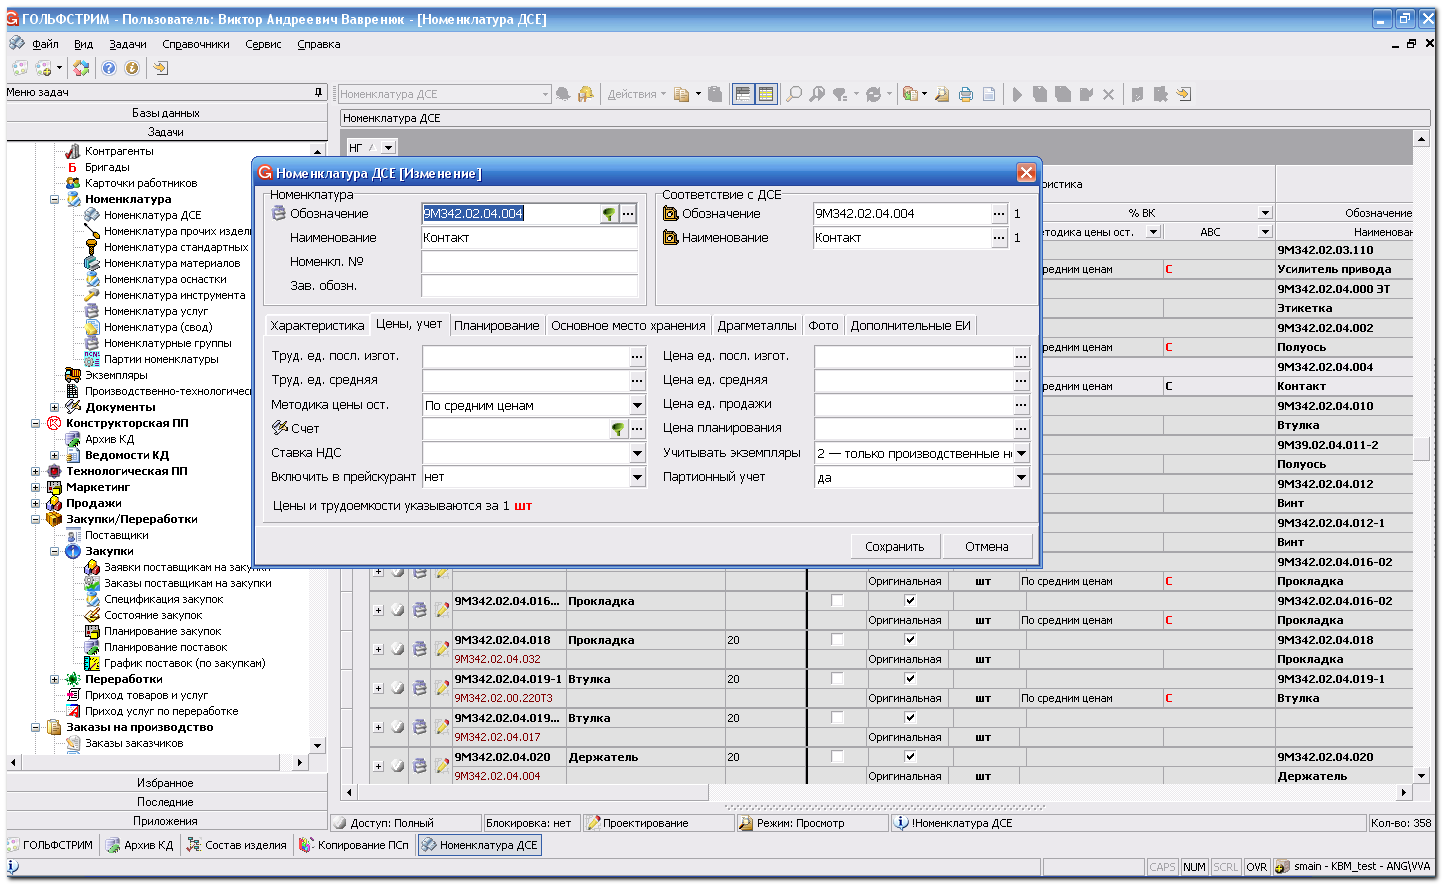 ГОЛЬФСТРИМ - Пользователь: Виктор Андреевич Вавренюк - [Номенклатура ДСЕ]
Файл Вид Задачи Справочники Сервис Справка
Меню задач
Базы данных
Задачи
Контрагенты
Бригады
Карточки работников
Номенклатура
Номенклатура ДСЕ
Номенклатура прочих издел
Номенклатура стандартных
Номенклатура материалов
Номенклатура оснастки
Номенклатура инструмента
Номенклатура услуг
Номенклатура (свод)
Номенклатурные группы
Партии номенклатуры
Экземпляры
Производственно-технологичес
Документы
Конструкторская ПП
Архив КД
Ведомости КД
Технологическая ПП
Маркетинг
Продажи
Закупки/Переработки
Поставщики
Закупки
Заявки поставщикам на закупки
Заказы поставщикам на закупки
Спецификация закупок
Состояние закупок
Планирование закупок
Планирование поставок
График поставок (по закупкам)
Переработки
Приход товаров и услуг
Приход услуг по переработке
Заказы на производство
Заказы заказчиков
Избранное
Последние
Приложения
Номенклатура ДСЕ Действия
Номенклатура ДСЕ
НГ
Номенклатура ДСЕ [Изменение]
Номенклатура
Обозначение 9М342.02.04.004
Наименование Контакт
Номенкл. №
Зав. обозн.
Соответствие с ДСЕ
Обозначение 9М342.02.04.004 1
Наименование Контакт 1
Характеристика Цены, учет Планирование Основное место хранения Драгметаллы Фото Дополнительные ЕИ
Труд. ед. посл. изгот. Цена ед. посл. изгот.
Труд. ед. средняя Цена ед. средняя
Методика цены ост. По средним ценам Цена ед. продажи
Счет Цена планирования
Ставка НДС Учитывать экземпляры 2 — только производственные н
Включить в прейскурант нет Партионный учет да
Цены и трудоемкости указываются за 1 шт
Сохранить Отмена
ристика
% ВК Обозначение
тодика цены ост. АВС Наименован
9М342.02.03.110
средним ценам С Усилитель привода
9М342.02.04.000 ЭТ
Этикетка
9М342.02.04.002
средним ценам С Полуось
9М342.02.04.004
средним ценам С Контакт
9М342.02.04.010
Втулка
9М39.02.04.011-2
Полуось
9М342.02.04.012
Винт
9М342.02.04.012-1
Винт
9М342.02.04.016-02
Оригинальная шт По средним ценам С Прокладка
9М342.02.04.016... Прокладка 9М342.02.04.016-02
Оригинальная шт По средним ценам С Прокладка
9М342.02.04.018 Прокладка 20 9М342.02.04.018
9М342.02.04.032 Оригинальная шт Прокладка
9М342.02.04.019-1 Втулка 20 9М342.02.04.019-1
9М342.02.00.220ТЗ Оригинальная шт По средним ценам С Втулка
9М342.02.04.019... Втулка 20
9М342.02.04.017 Оригинальная шт
9М342.02.04.020 Держатель 20 9М342.02.04.020
9М342.02.04.004 Оригинальная шт Держатель
Доступ: Полный Блокировка: нет Проектирование Режим: Просмотр !Номенклатура ДСЕ Кол-во: 358
ГОЛЬФСТРИМ Архив КД Состав изделия Копирование ПСп Номенклатура ДСЕ
CAPS NUM SCRL OVR smain - KBM_test - ANG\VVA